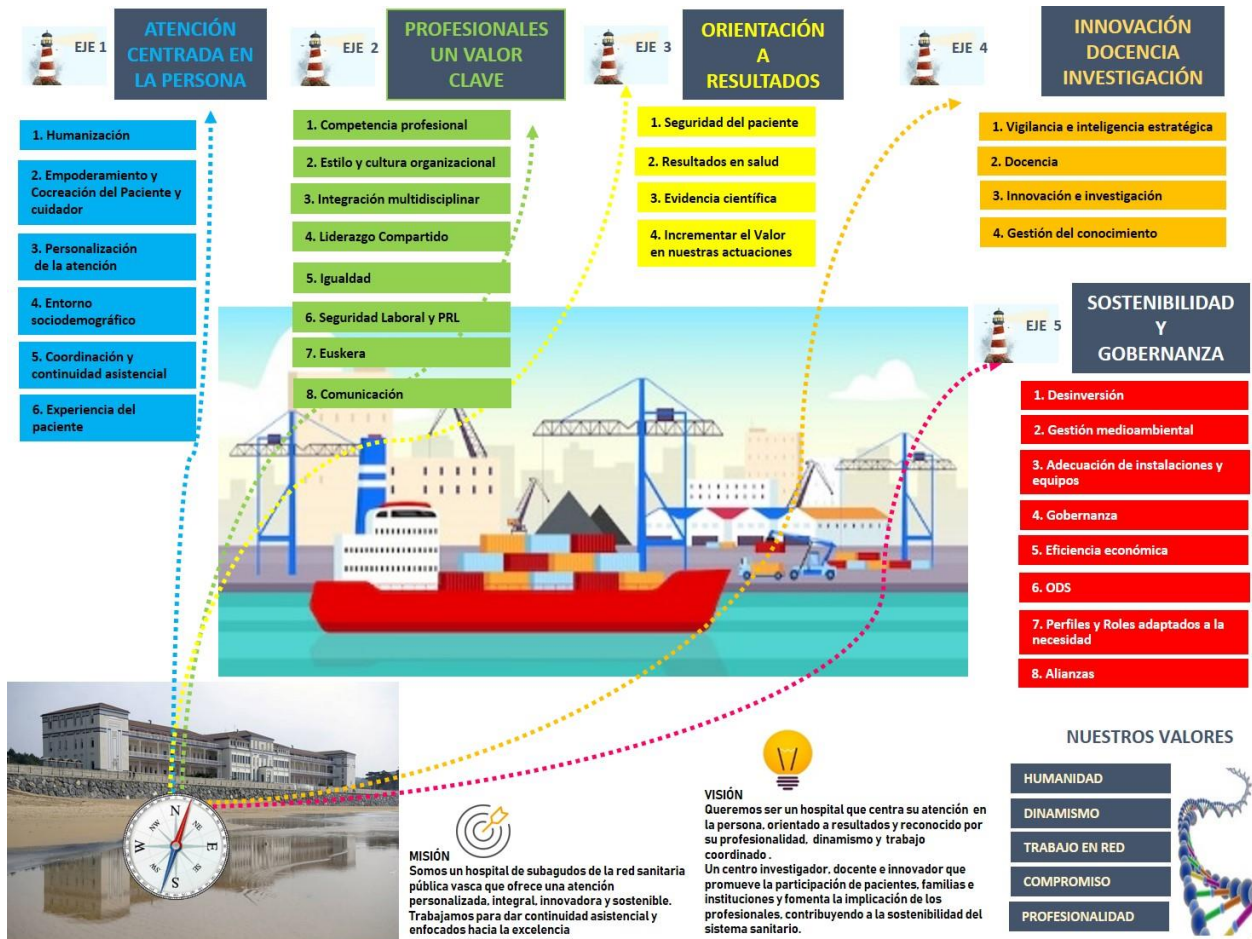 EJE 1
ATENCIÓN
CENTRADA EN
LA PERSONA
1. Humanización
2. Empoderamiento y
Cocreación del Paciente y
cuidador
3. Personalización
de la atención
4. Entorno
sociodemográfico
5. Coordinación y
continuidad asistencial
6. Experiencia del
paciente
EJE 2
PROFESIONALES
UN VALOR
CLAVE
1. Competencia profesional
2. Estilo y cultura organizacional
3. Integración multidisciplinar
4. Liderazgo Compartido
5. Igualdad
6. Seguridad Laboral y PRL
7. Euskera
8. Comunicación
EJE 3
ORIENTACIÓN
A
RESULTADOS
1. Seguridad del paciente
2. Resultados en salud
3. Evidencia científica
4. Incrementar el Valor
en nuestras actuaciones
EJE 4
INNOVACIÓN
DOCENCIA
INVESTIGACIÓN
1. Vigilancia e inteligencia estratégica
2. Docencia
3. Innovación e investigación
4. Gestión del conocimiento
EJE 5
SOSTENIBILIDAD
Y
GOBERNANZA
1. Desinversión
2. Gestión medioambiental
3. Adecuación de instalaciones y
equipos
4. Gobernanza
5. Eficiencia económica
6. ODS
7. Perfiles y Roles adaptados a la
necesidad
8. Alianzas
N
NW
NE
W
E
SW
SE
S
MISIÓN
Somos un hospital de subagudos de la red sanitaria
pública vasca que ofrece una atención
personalizada, integral, innovadora y sostenible.
Trabajamos para dar continuidad asistencial y
enfocados hacia la excelencia
VISIÓN
Queremos ser un hospital que centra su atención en
la persona, orientado a resultados y reconocido por
su profesionalidad, dinamismo y trabajo
coordinado .
Un centro investigador, docente e innovador que
promueve la participación de pacientes, familias e
instituciones y fomenta la implicación de los
profesionales, contribuyendo a la sostenibilidad del
sistema sanitario.
NUESTROS VALORES
HUMANIDAD
DINAMISMO
TRABAJO EN RED
COMPROMISO
PROFESIONALIDAD